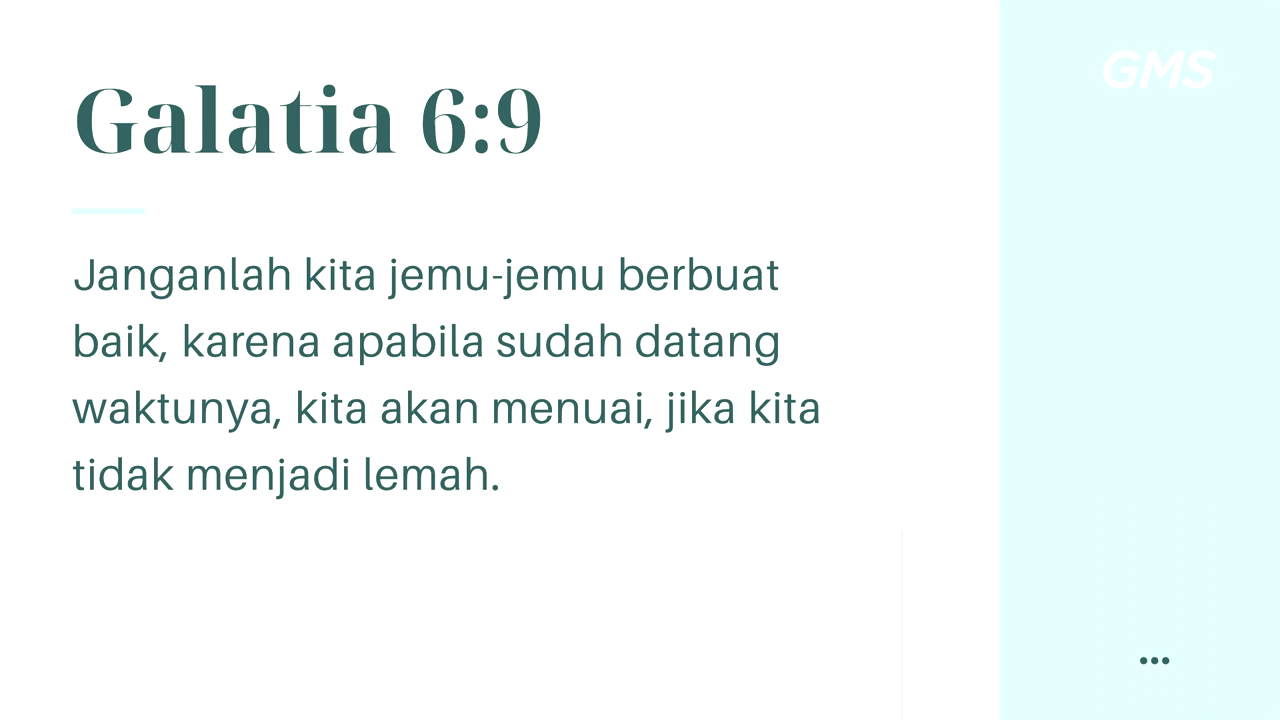 GMS
Galatia 6:9
Janganlah kita jemu-jemu berbuat
baik, karena apabila sudah datang
waktunya, kita akan menuai, jika kita
tidak menjadi lemah.